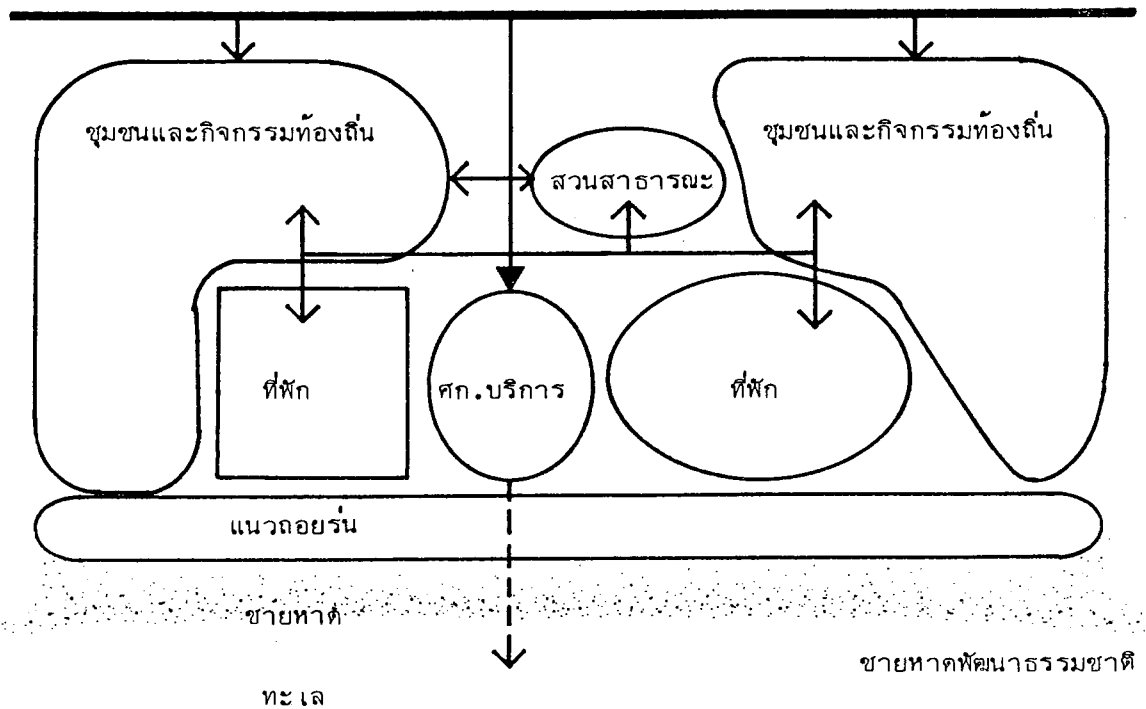 ชุมชนและกิจกรรมท้องถิ่น
ชุมชนและกิจกรรมท้องถิ่น
สวนสาธารณะ
ที่พัก
ศก.บริการ
ที่พัก
แนวถอยร่น
ชายหาด
ชายหาดพัฒนาธรรมชาติ
ทะเล